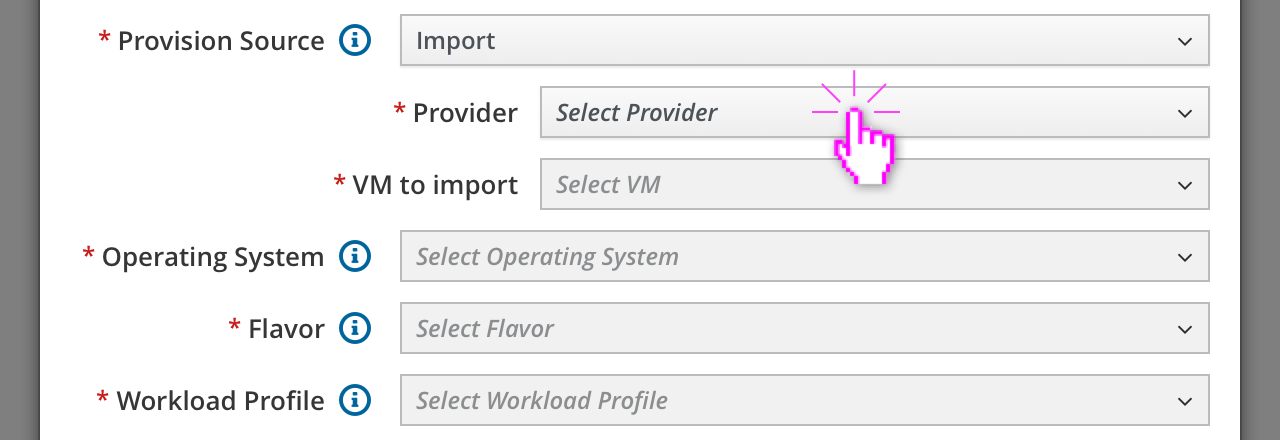 * Provision Source Import
* Provider Select Provider
* VM to import Select VM
* Operating System Select Operating System
* Flavor Select Flavor
* Workload Profile Select Workload Profile